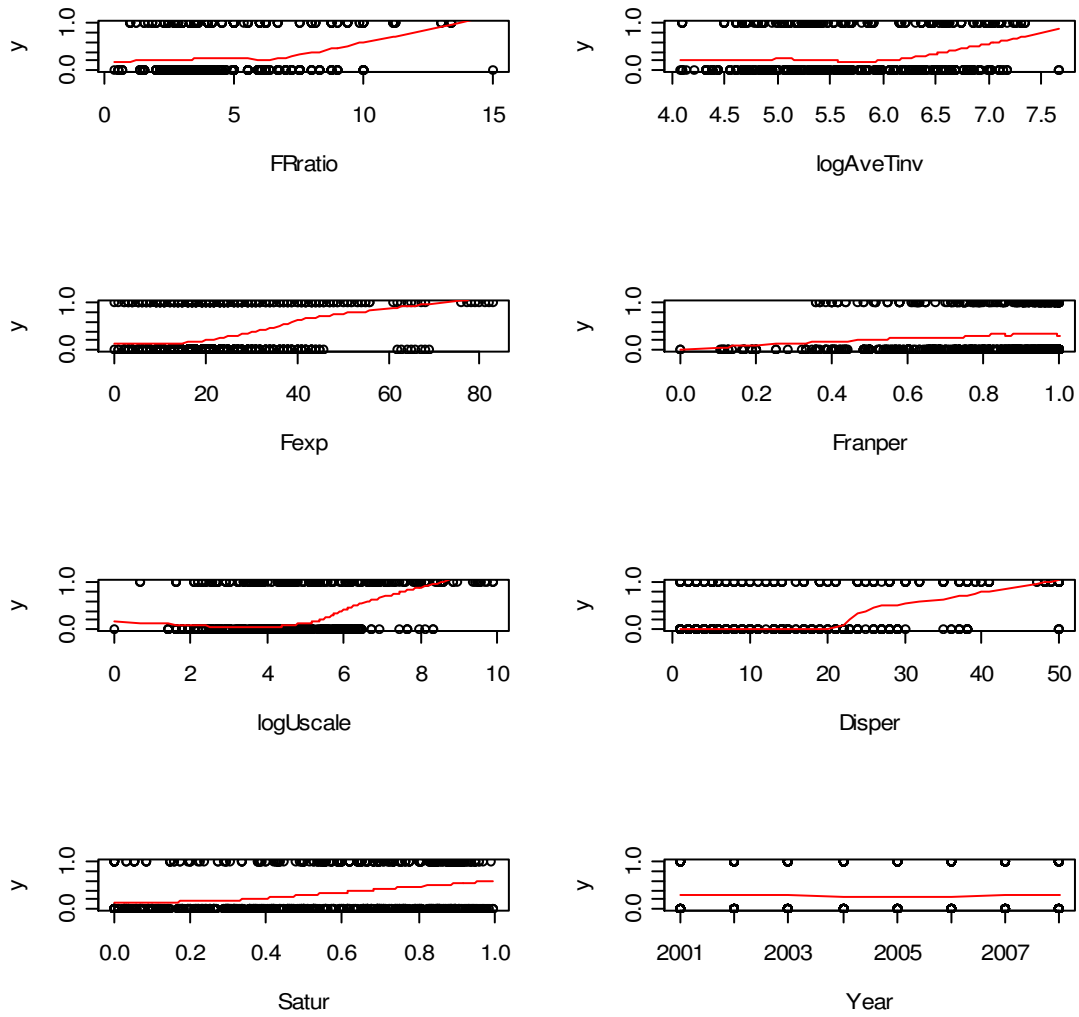 y
0.0 1.0
0 5 10 15
FRratio
y
0.0 1.0
4.0 4.5 5.0 5.5 6.0 6.5 7.0 7.5
logAveTinv
y
0.0 1.0
0 20 40 60 80
Fexp
y
0.0 1.0
0.0 0.2 0.4 0.6 0.8 1.0
Franper
y
0.0 1.0
0 2 4 6 8 10
logUscale
y
0.0 1.0
0 10 20 30 40 50
Disper
y
0.0 1.0
0.0 0.2 0.4 0.6 0.8 1.0
Satur
y
0.0 1.0
2001 2003 2005 2007
Year